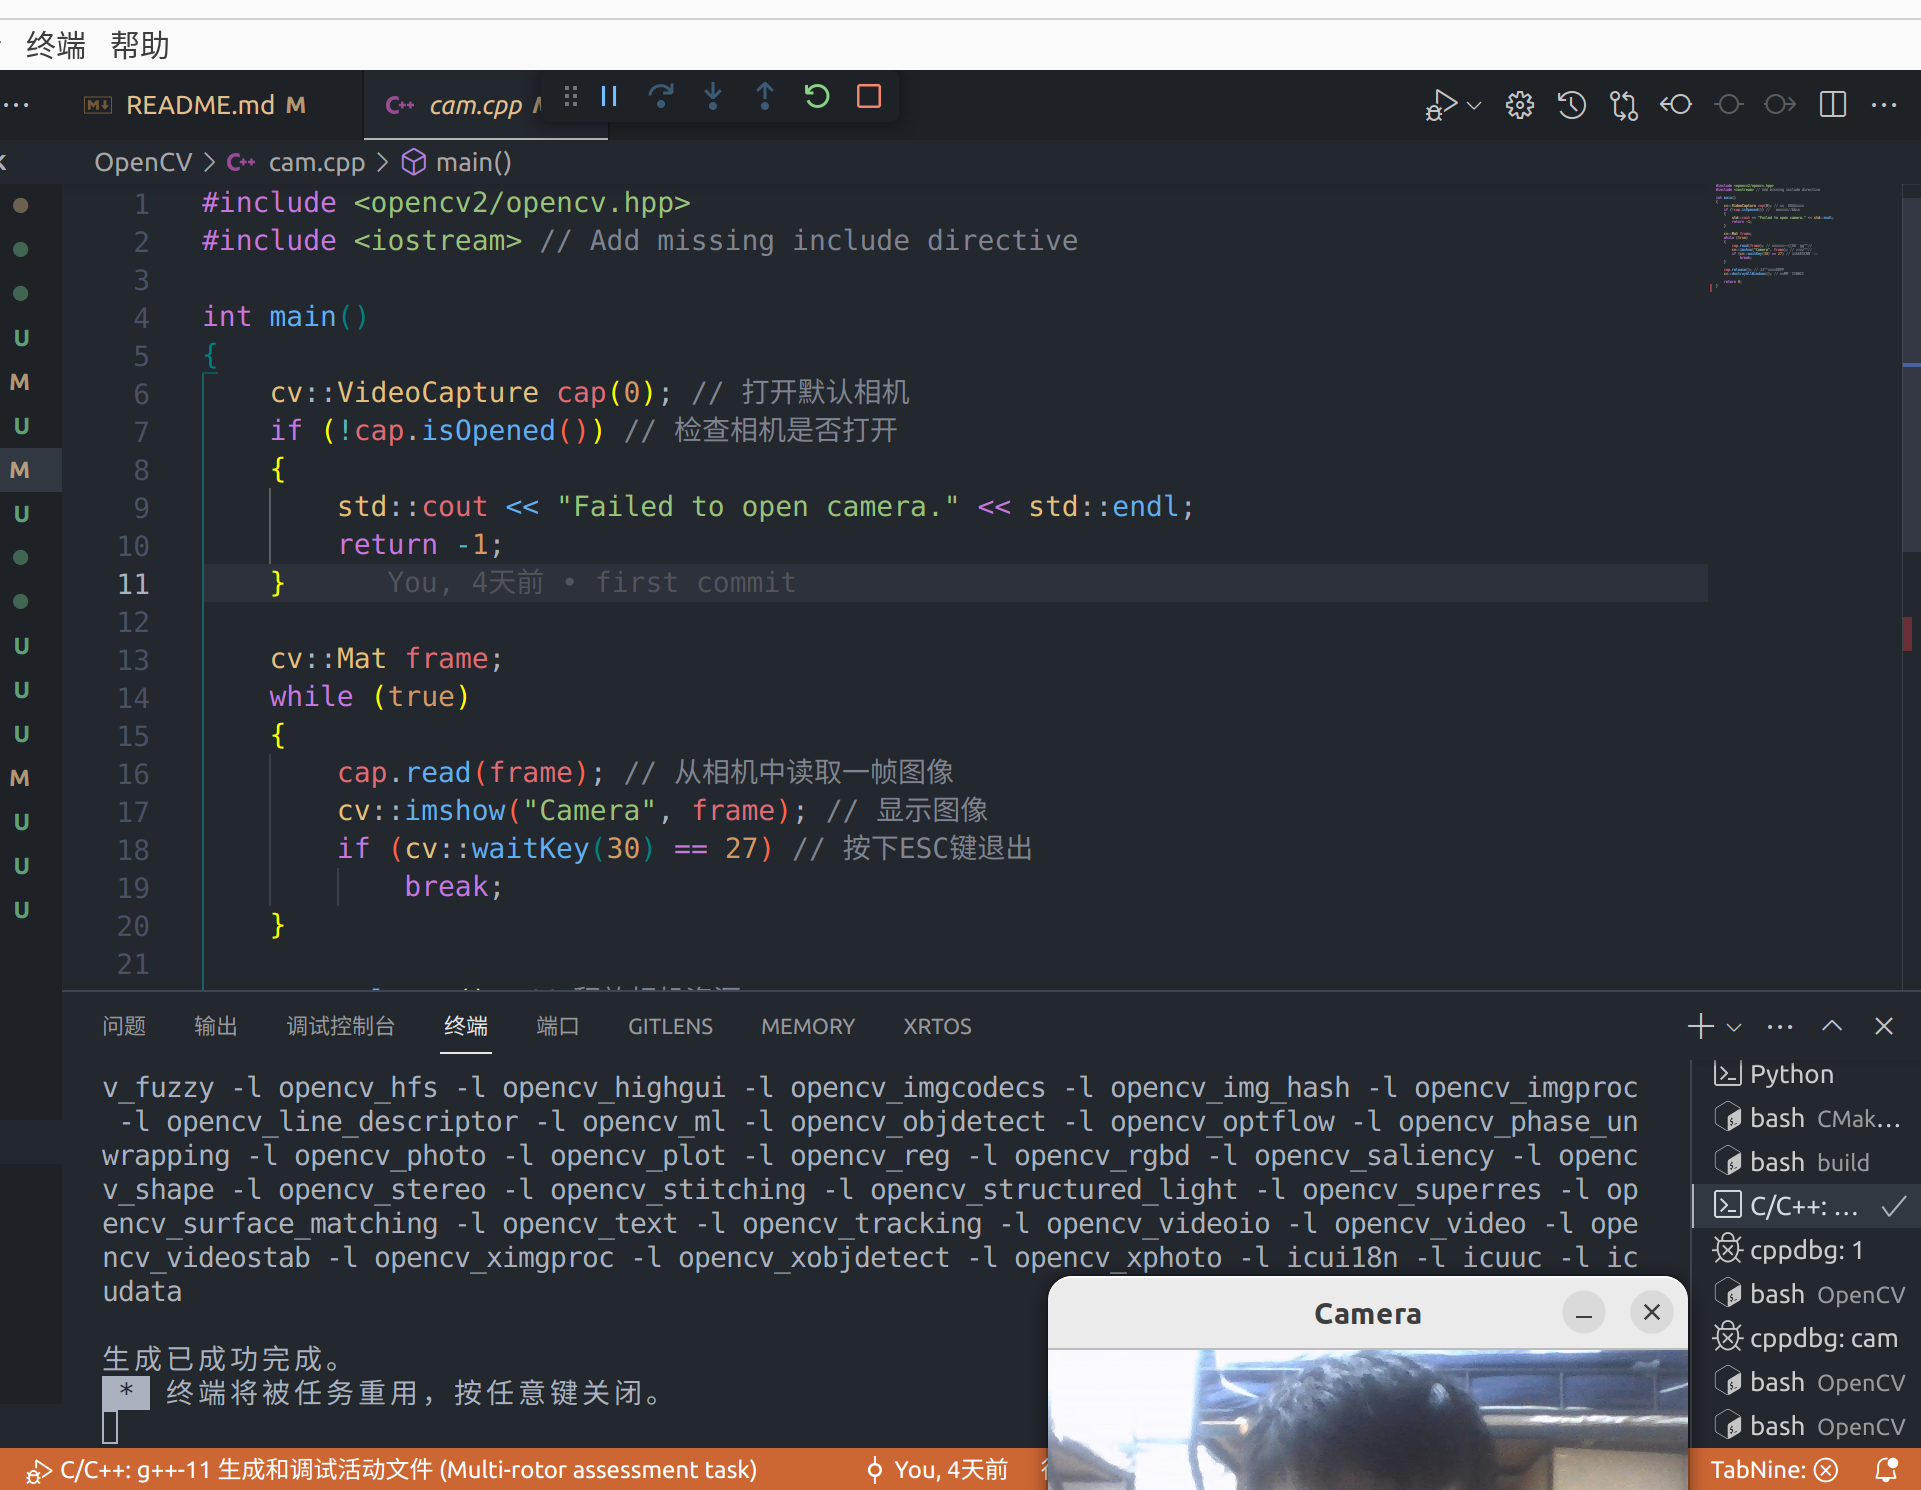 终端 帮助
README.md M
cam.cpp
OpenCV > cam.cpp > main()
1 #include <opencv2/opencv.hpp>
2 #include <iostream> // Add missing include directive
3
4 int main()
5 {
6 cv::VideoCapture cap(0); // 打开默认相机
7 if (!cap.isOpened()) // 检查相机是否打开
8 {
9 std::cout << "Failed to open camera." << std::endl;
10 return -1;
11 } You, 4天前 • first commit
12
13 cv::Mat frame;
14 while (true)
15 {
16 cap.read(frame); // 从相机中读取一帧图像
17 cv::imshow("Camera", frame); // 显示图像
18 if (cv::waitKey(30) == 27) // 按下ESC键退出
19 break;
20 }
21
U
M
U
M
U
U
U
U
M
U
U
U
问题 输出 调试控制台 终端 端口 GITLENS MEMORY XRTOS
v_fuzzy -l opencv_hfs -l opencv_highgui -l opencv_imgcodecs -l opencv_img_hash -l opencv_imgproc
-l opencv_line_descriptor -l opencv_ml -l opencv_objdetect -l opencv_optflow -l opencv_phase_un
wrapping -l opencv_photo -l opencv_plot -l opencv_reg -l opencv_rgbd -l opencv_saliency -l openc
v_shape -l opencv_stereo -l opencv_stitching -l opencv_structured_light -l opencv_superres -l op
encv_surface_matching -l opencv_text -l opencv_tracking -l opencv_videoio -l opencv_video -l ope
ncv_videostab -l opencv_ximgproc -l opencv_xobjdetect -l opencv_xphoto -l icui18n -l icuuc -l ic
udata
生成已成功完成。
* 终端将被任务重用，按任意键关闭。
Python
bash CMak...
bash build
C/C++: ...
cppdbg: 1
bash OpenCV
cppdbg: cam
bash OpenCV
bash OpenCV
Camera
C/C++: g++-11 生成和调试活动文件 (Multi-rotor assessment task)
You, 4天前
TabNine: